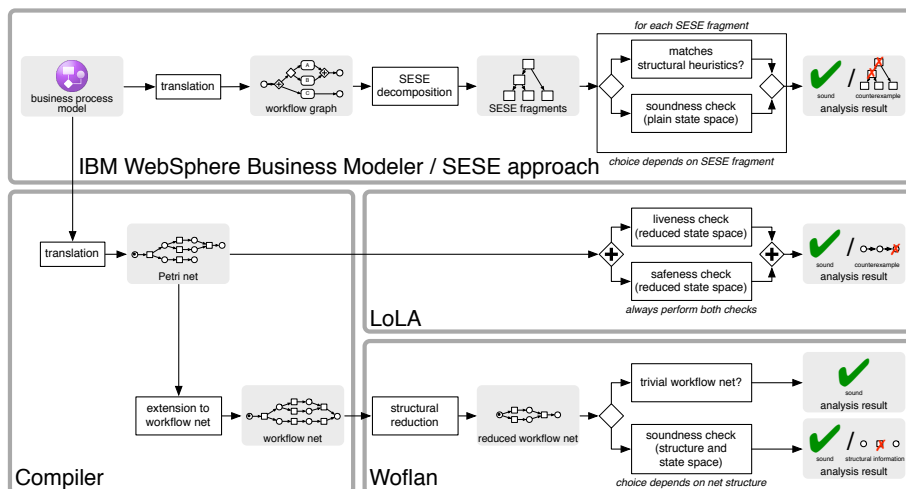 for each SESE fragment
business process
model
translation
A
B
C
workflow graph
SESE
decomposition
SESE fragments
matches
structural heuristics?
soundness check
(plain state space)
choice depends on SESE fragment
sound
/
counterexample
analysis result
IBM WebSphere Business Modeler / SESE approach
translation
Petri net
extension to
workflow net
workflow net
Compiler
liveness check
(reduced state space)
safeness check
(reduced state space)
always perform both checks
sound
/
counterexample
analysis result
LoLA
structural
reduction
reduced workflow net
trivial workflow net?
sound
analysis result
soundness check
(structure and
state space)
choice depends on net structure
sound
/
structural information
analysis result
Woflan